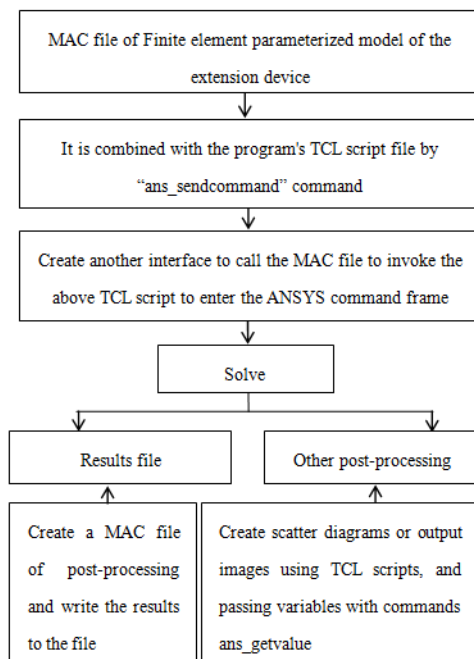 MAC file of Finite element parameterized model of the
extension device
It is combined with the program's TCL script file by
“ans_sendcommand” command
Create another interface to call the MAC file to invoke the
above TCL script to enter the ANSYS command frame
Solve
Results file
Other post-processing
Create a MAC file
of post-processing
and write the results
to the file
Create scatter diagrams or output
images using TCL scripts, and
passing variables with commands
ans_getvalue